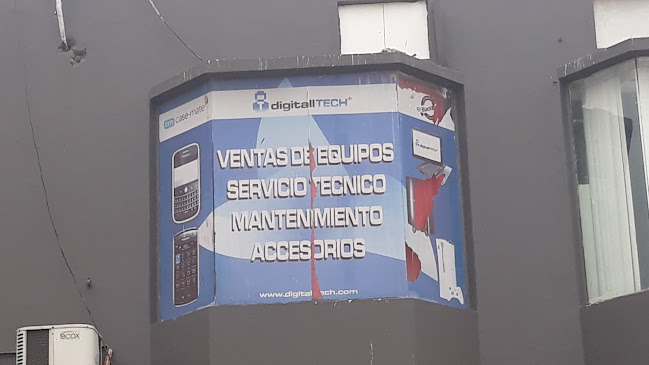 case-mate
digitallTECH®
VENTAS DE EQUIPOS
SERVICIO TECNICO
MANTENIMIENTO
ACCESORIOS
www.digitalltech.com
ecox